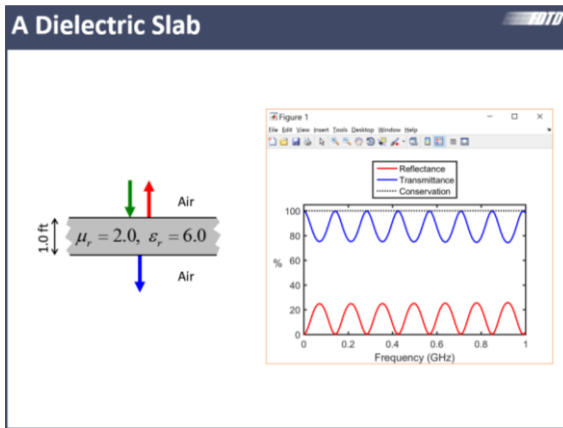 A Dielectric Slab
FDTD
Figure 1
File Edit View Insert Tools Desktop Window Help
Reflectance
Transmittance
Conservation
Air
1.0 ft
μr = 2.0, εr = 6.0
Air
100
80
60
40
20
0
%
0 0.2 0.4 0.6 0.8 1
Frequency (GHz)